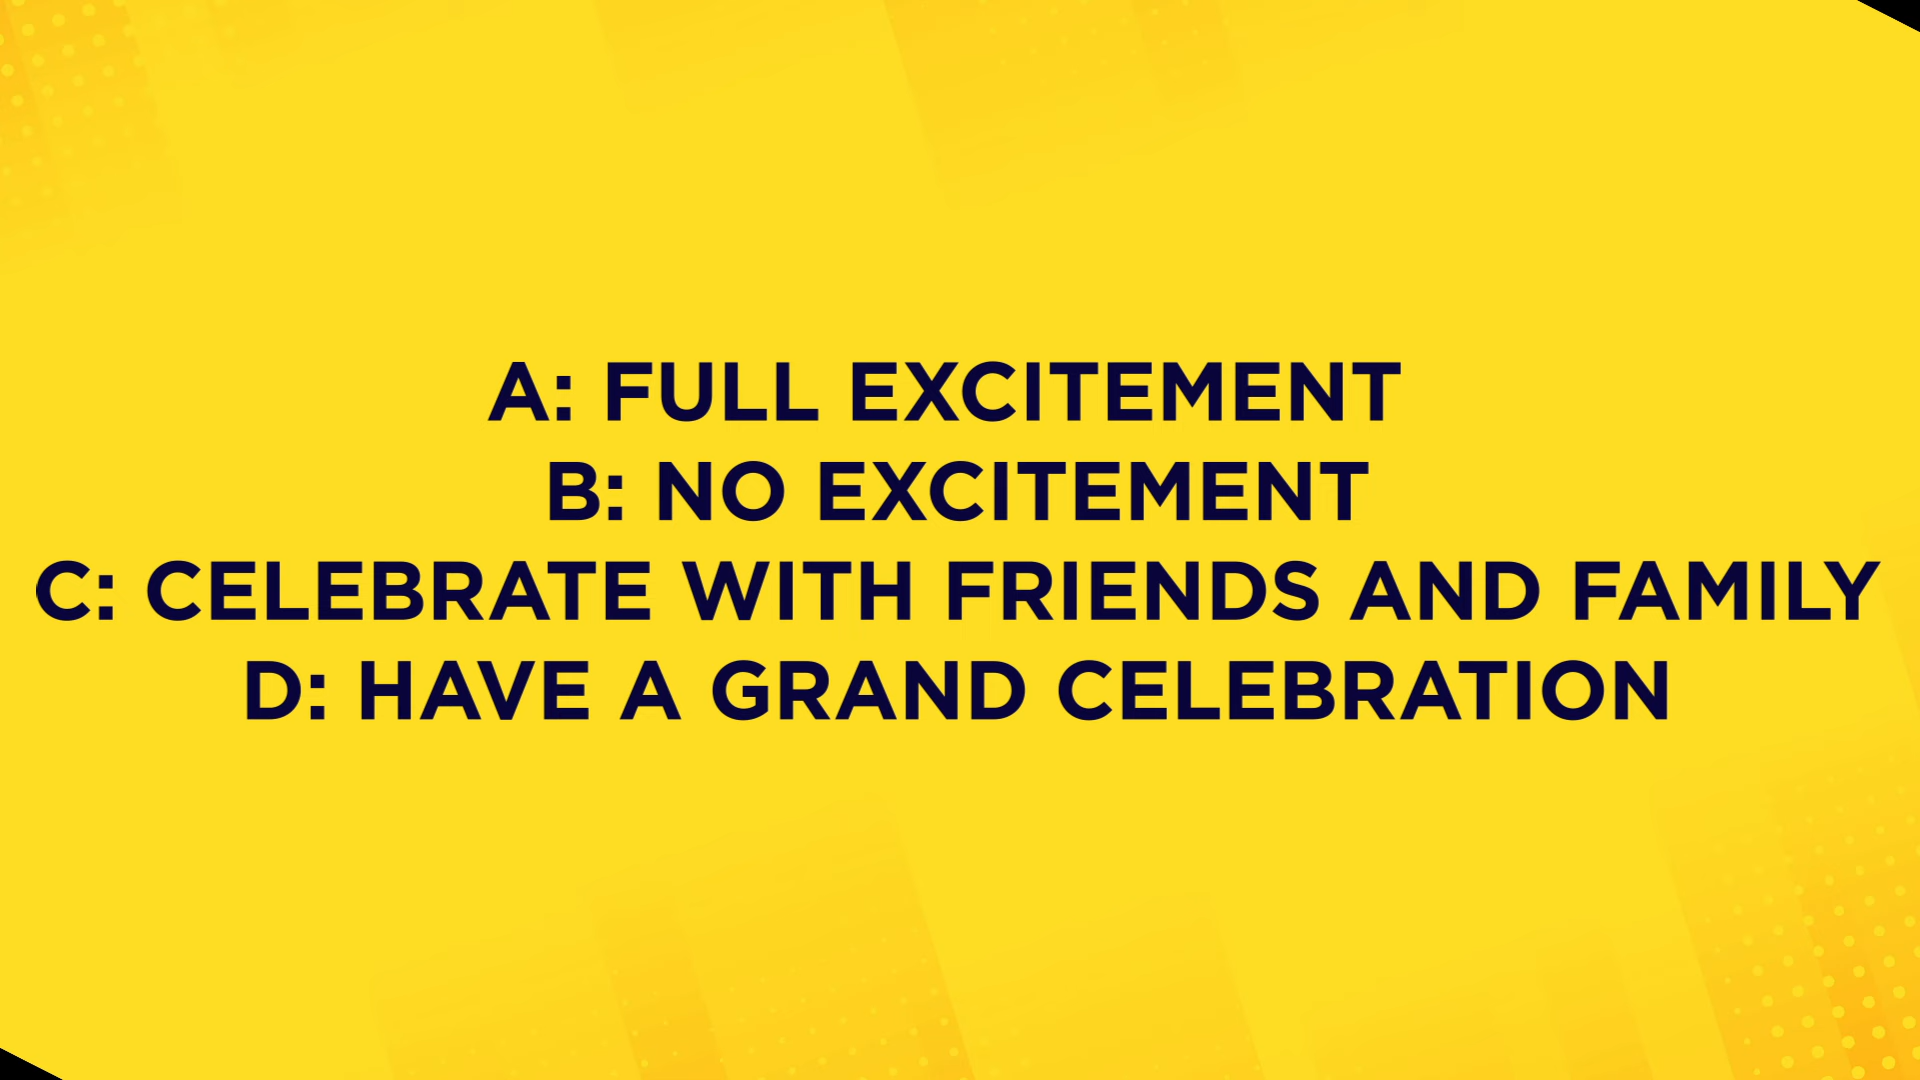 A: FULL EXCITEMENT
B: NO EXCITEMENT
C: CELEBRATE WITH FRIENDS AND FAMILY
D: HAVE A GRAND CELEBRATION